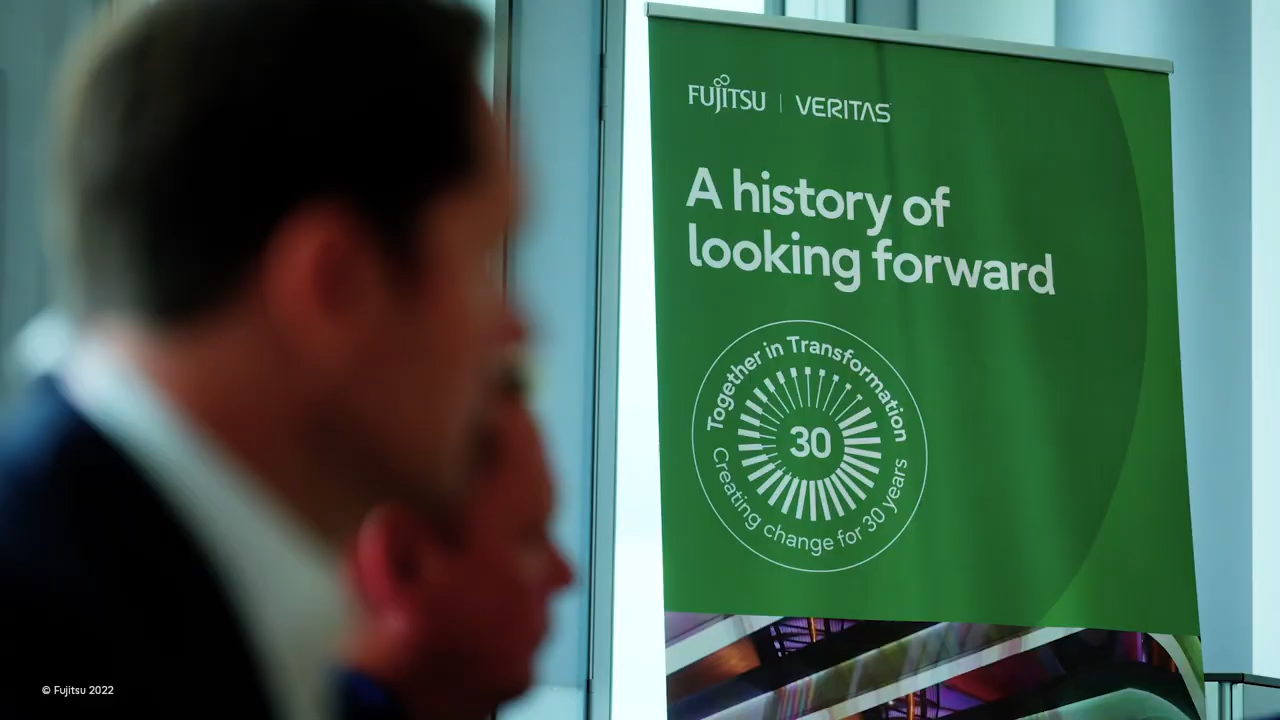 FUJITSU | VERITAS
A history of
looking forward
Together in Transformation
30
Creating change for 30 years
© Fujitsu 2022